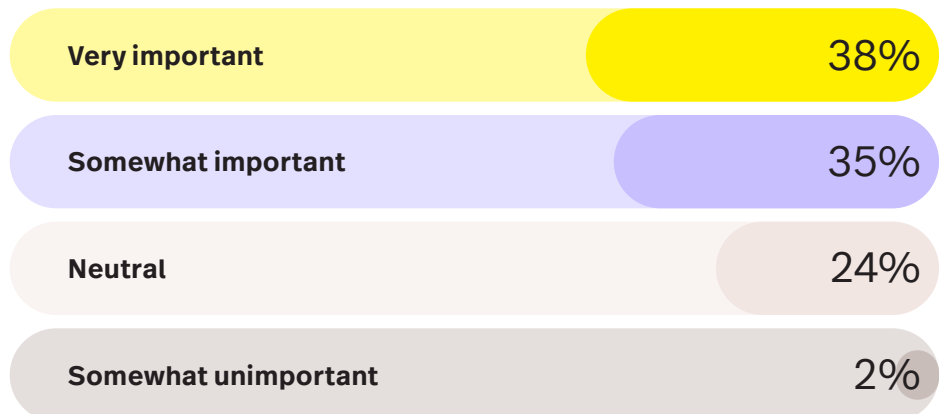 Very important 38%
Somewhat important 35%
Neutral 24%
Somewhat unimportant 2%